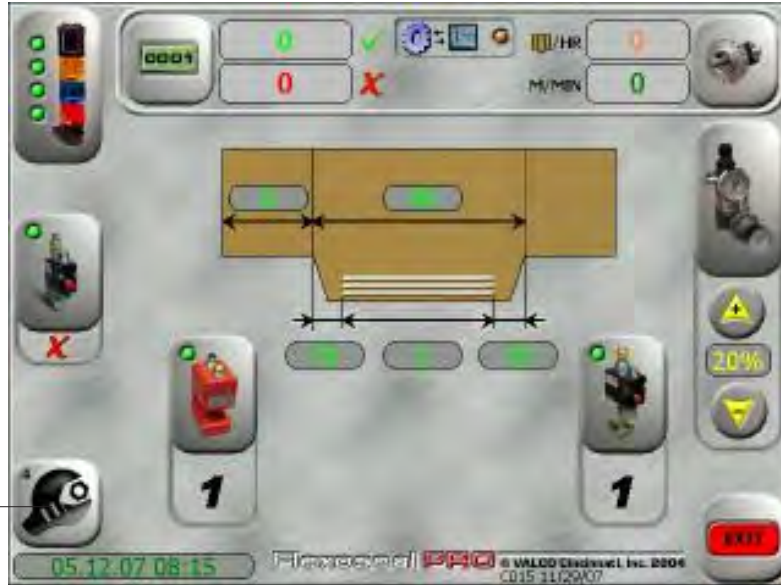 0001
0
0
/HR
0
M/MIN
0
20%
1
1
EXIT
05.12.07 08:15
Flexoseal PRO © VALCO Cincinnati, Inc. 2004
C015 11/29/07